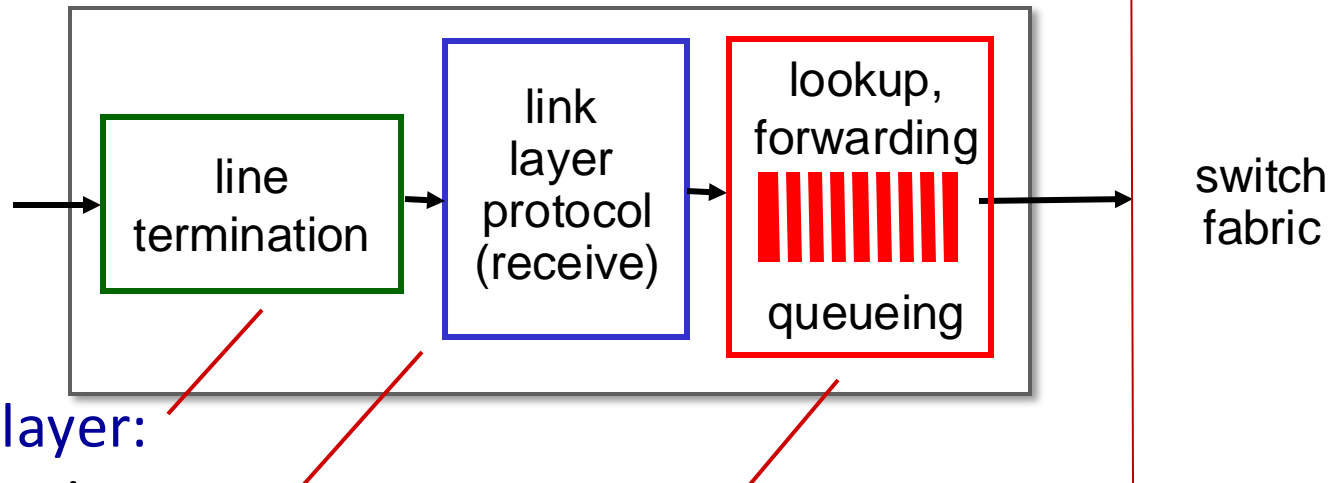 line
termination
link
layer
protocol
(receive)
lookup,
forwarding
queueing
switch
fabric
layer: